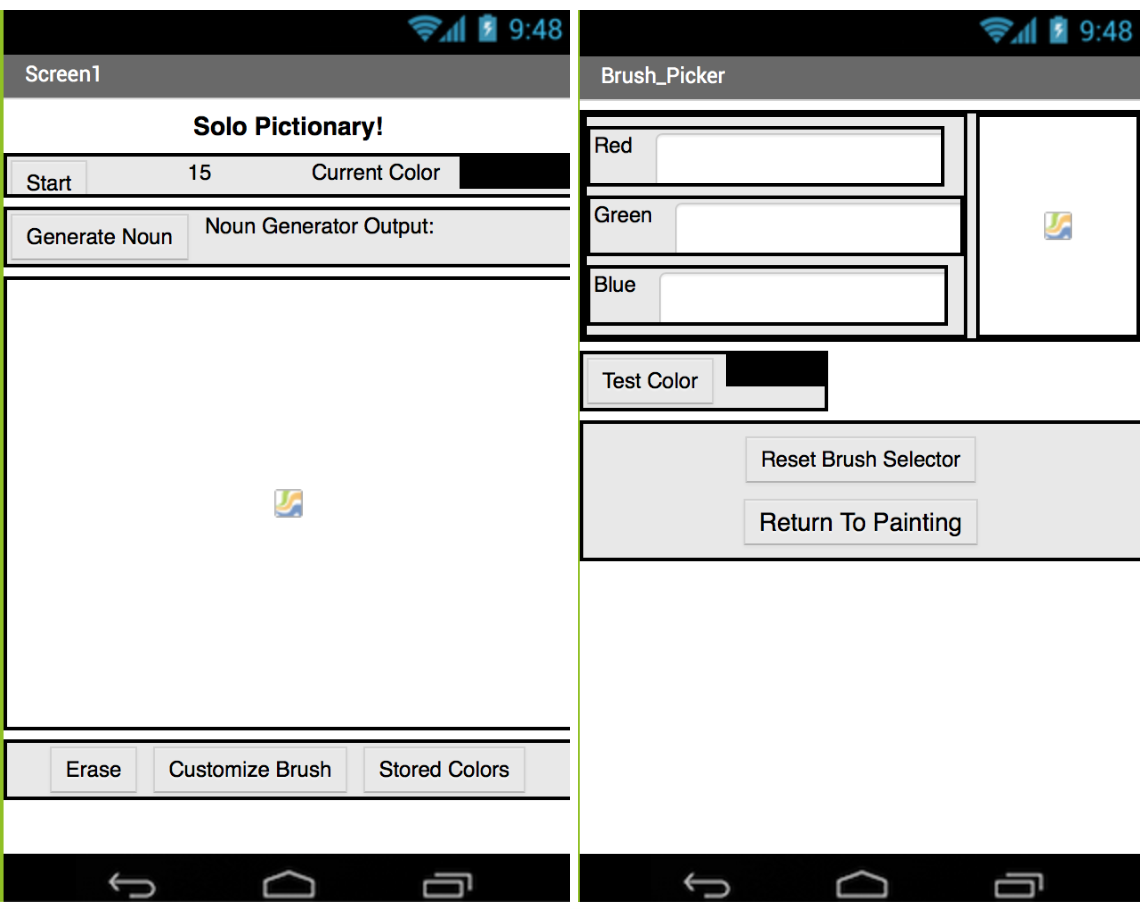 9:48
Screen1
Solo Pictionary!
Start 15 Current Color
Generate Noun Noun Generator Output:
Erase Customize Brush Stored Colors
9:48
Brush_Picker
Red
Green
Blue
Test Color
Reset Brush Selector
Return To Painting